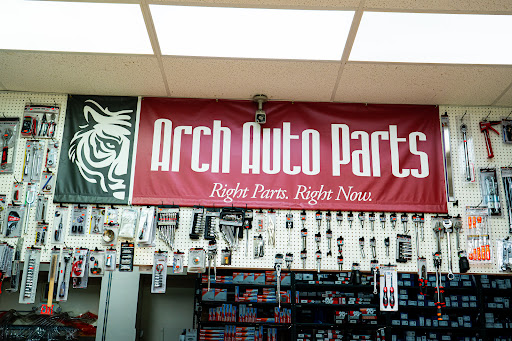 Arch Auto Parts
Right Parts. Right Now.